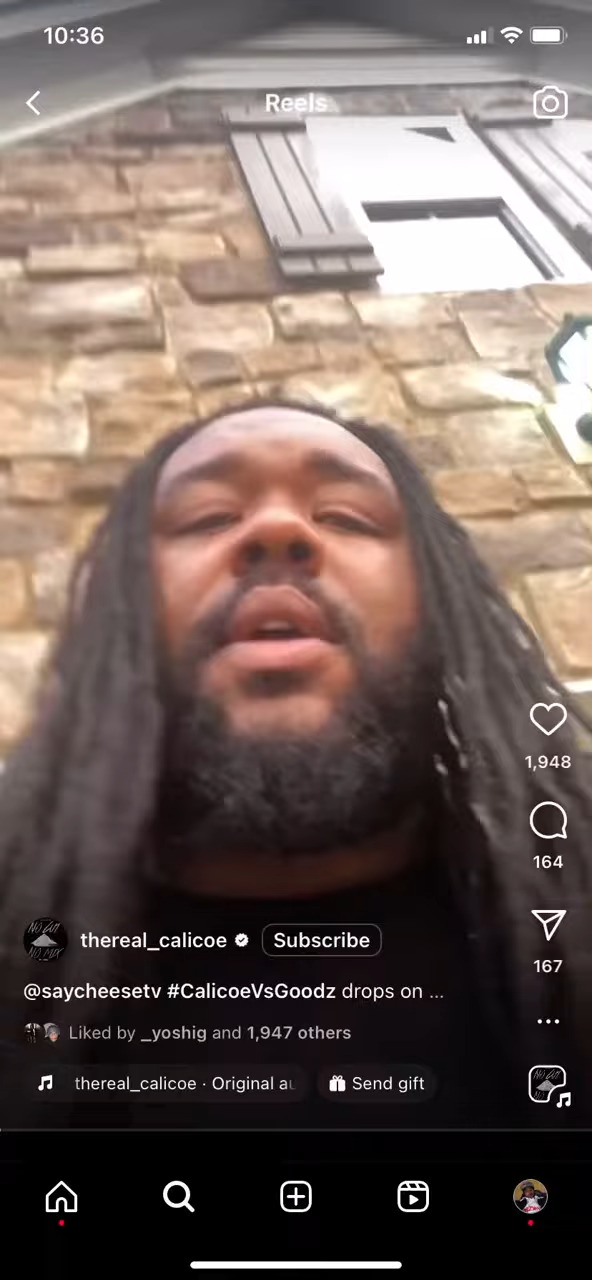 10:36
Reels
1,948
164
167
thereal_calicoe
Subscribe
@saycheesetv #CalicoeVsGoodz drops on ...
Liked by _yoshig and 1,947 others
thereal_calicoe · Original au
Send gift